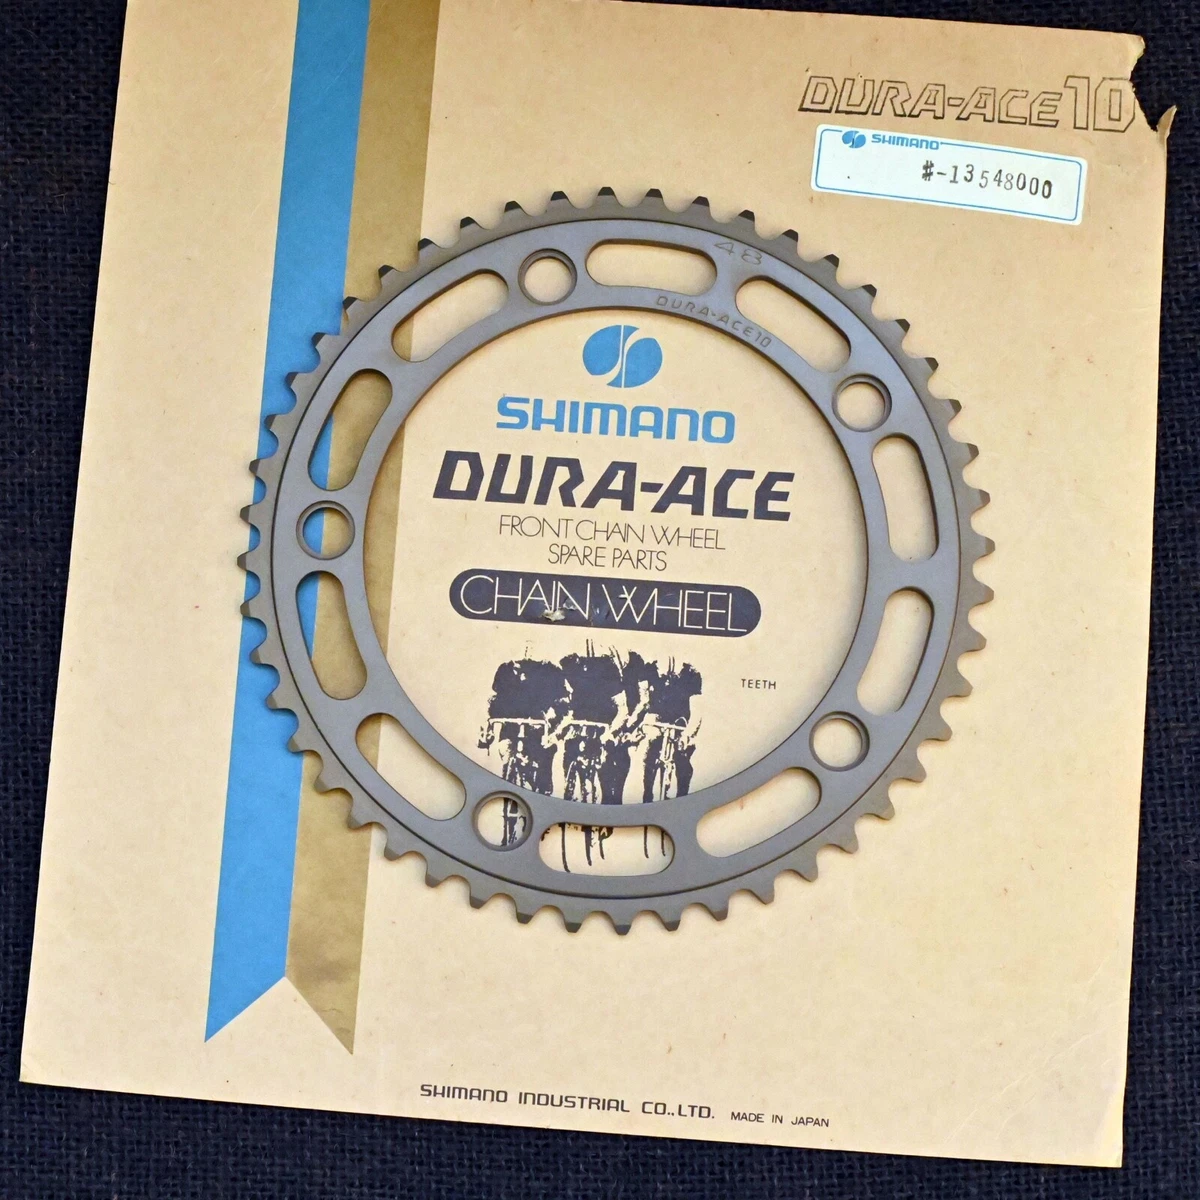 DURA-ACE10
SHIMANO
#-13548000
48
DURA-ACE10
SHIMANO
DURA-ACE
FRONT CHAIN WHEEL
SPARE PARTS
CHAIN WHEEL
TEETH
SHIMANO INDUSTRIAL CO.,LTD. MADE IN JAPAN